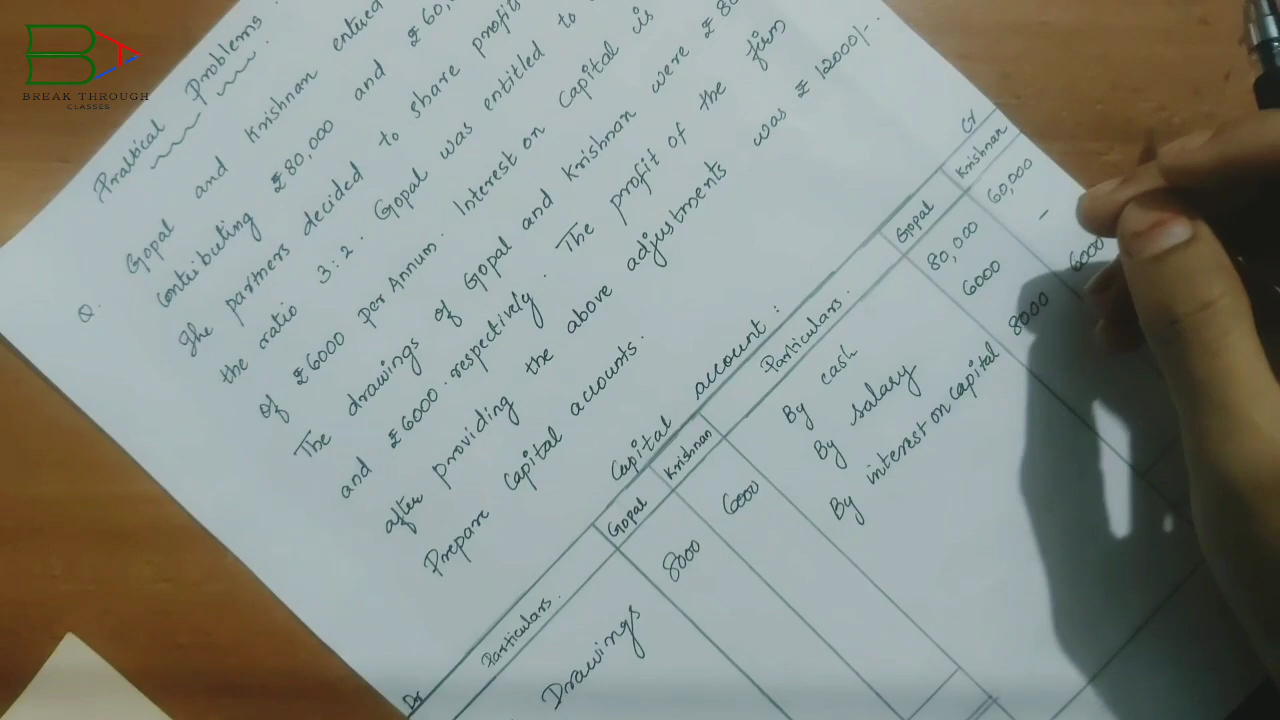 BREAK THROUGH
CLASSES
Practical Problems.
Q. Gopal and Krishnan entered
contributing ₹80,000 and ₹60,
The partners decided to share profits
the ratio 3:2. Gopal was entitled to
of ₹6000 per Annum. Interest on capital is
The drawings of Gopal and Krishnan were ₹80
and ₹6000 respectively. The profit of the firm
after providing the above adjustments was ₹12000/-
Prepare capital accounts.
Capital account:
Dr Cr
Particulars. Gopal Krishnan Particulars. Gopal Krishnan
Drawings 8000 6000 By cash 80,000 60,000
By salary 6000 –
By interest on capital 8000 6000